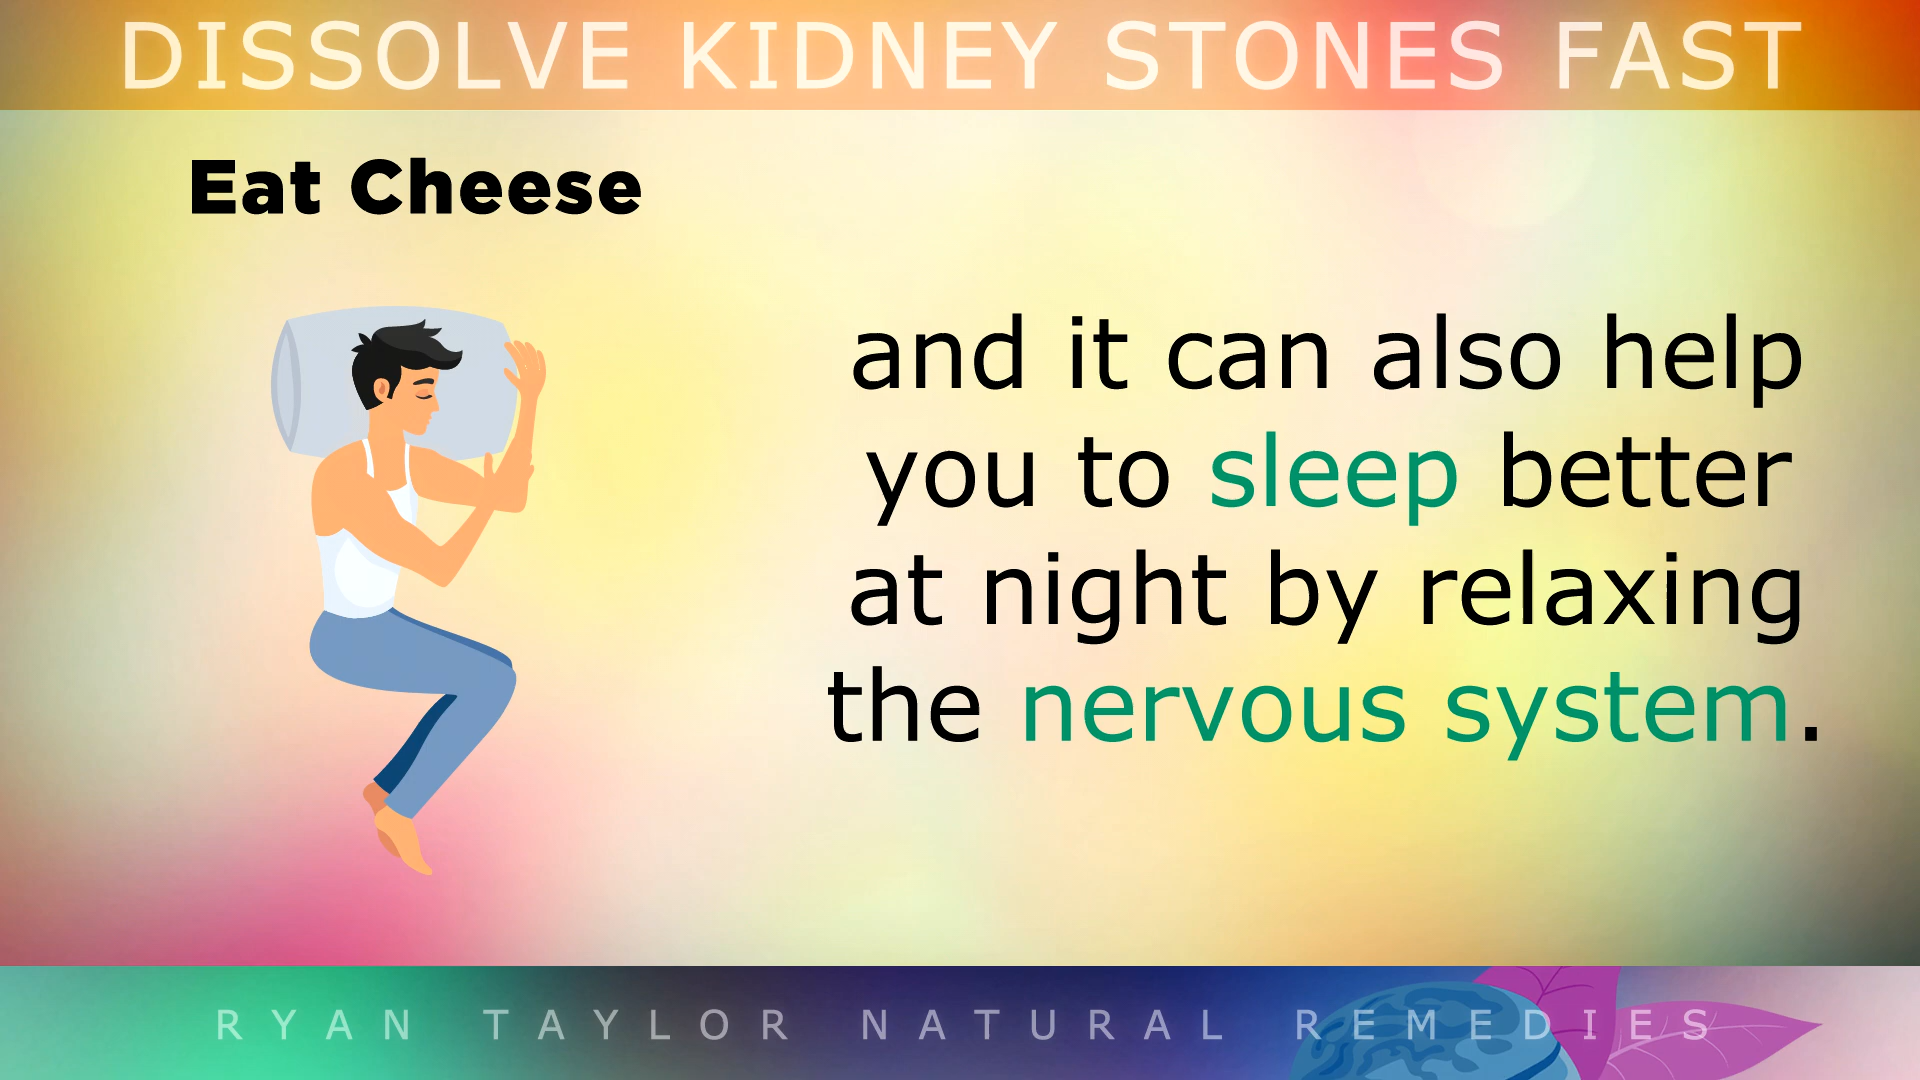 DISSOLVE KIDNEY STONES FAST
Eat Cheese
and it can also help
you to sleep better
at night by relaxing
the nervous system.
RYAN TAYLOR NATURAL REMEDIES